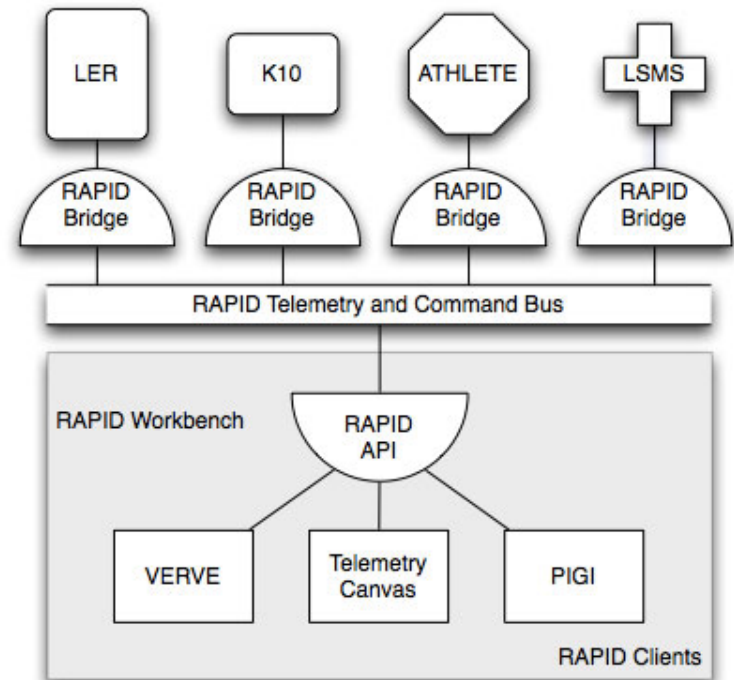 LER
K10
ATHLETE
LSMS
RAPID
Bridge
RAPID
Bridge
RAPID
Bridge
RAPID
Bridge
RAPID Telemetry and Command Bus
RAPID Workbench
RAPID
API
VERVE
Telemetry
Canvas
PIGI
RAPID Clients